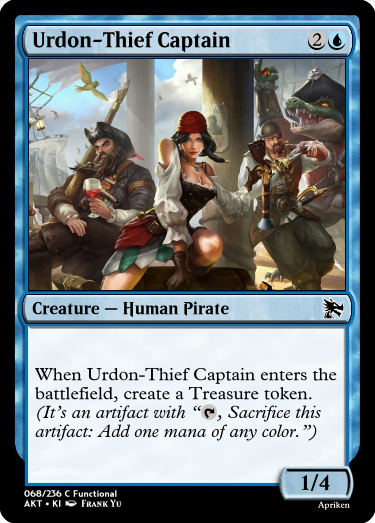 Urdon-Thief Captain 2
Creature — Human Pirate
When Urdon-Thief Captain enters the
battlefield, create a Treasure token.
(It's an artifact with “, Sacrifice this
artifact: Add one mana of any color.”)
1/4
068/236 C Functional
AKT • KI Frank Yu
Apriken